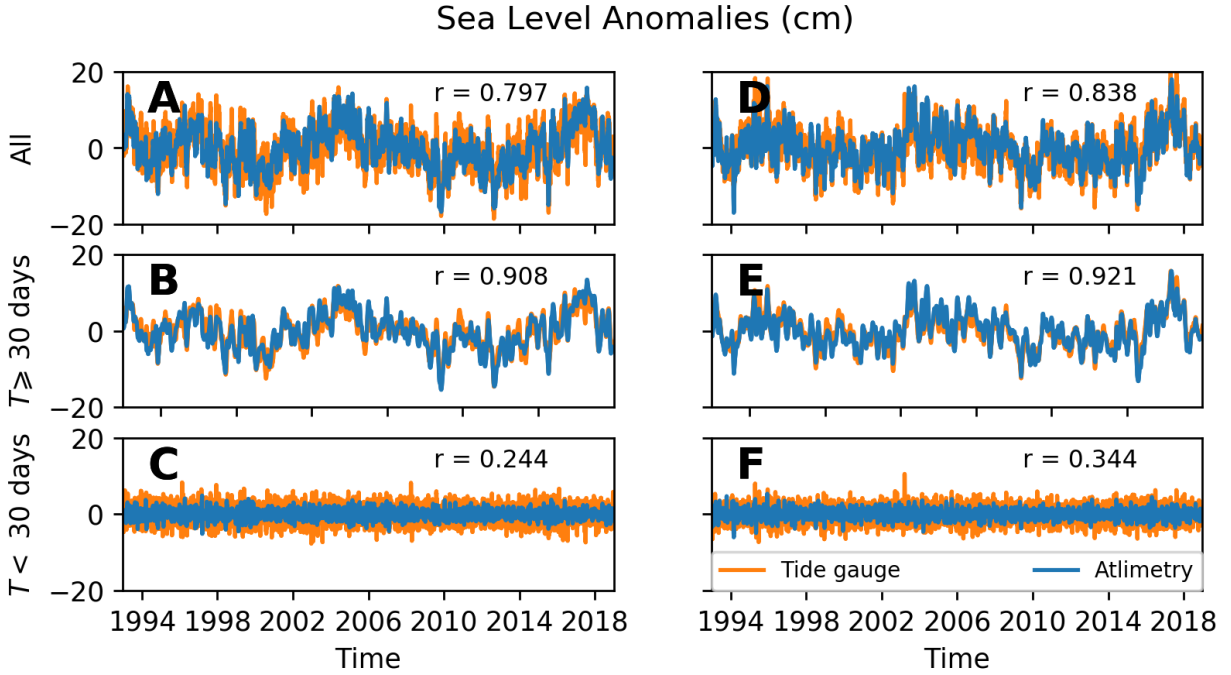 Sea Level Anomalies (cm)
All
20
0
−20
A
r = 0.797
D
r = 0.838
T ⩾ 30 days
20
0
−20
B
r = 0.908
E
r = 0.921
T < 30 days
20
0
−20
C
r = 0.244
F
r = 0.344
Tide gauge
Atlimetry
1994 1998 2002 2006 2010 2014 2018
1994 1998 2002 2006 2010 2014 2018
Time
Time